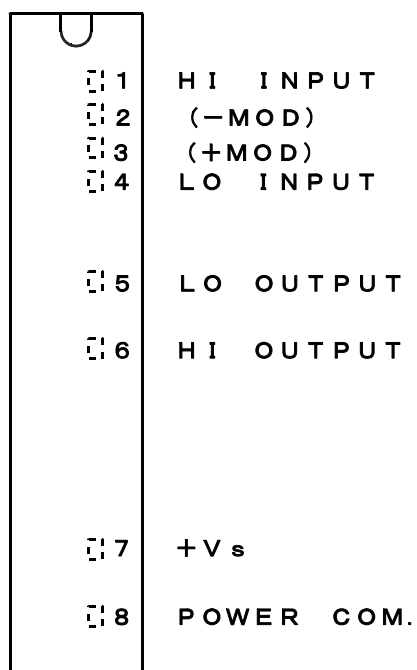 1 HI INPUT
2 (−MOD)
3 (+MOD)
4 LO INPUT
5 LO OUTPUT
6 HI OUTPUT
7 +Vs
8 POWER COM.